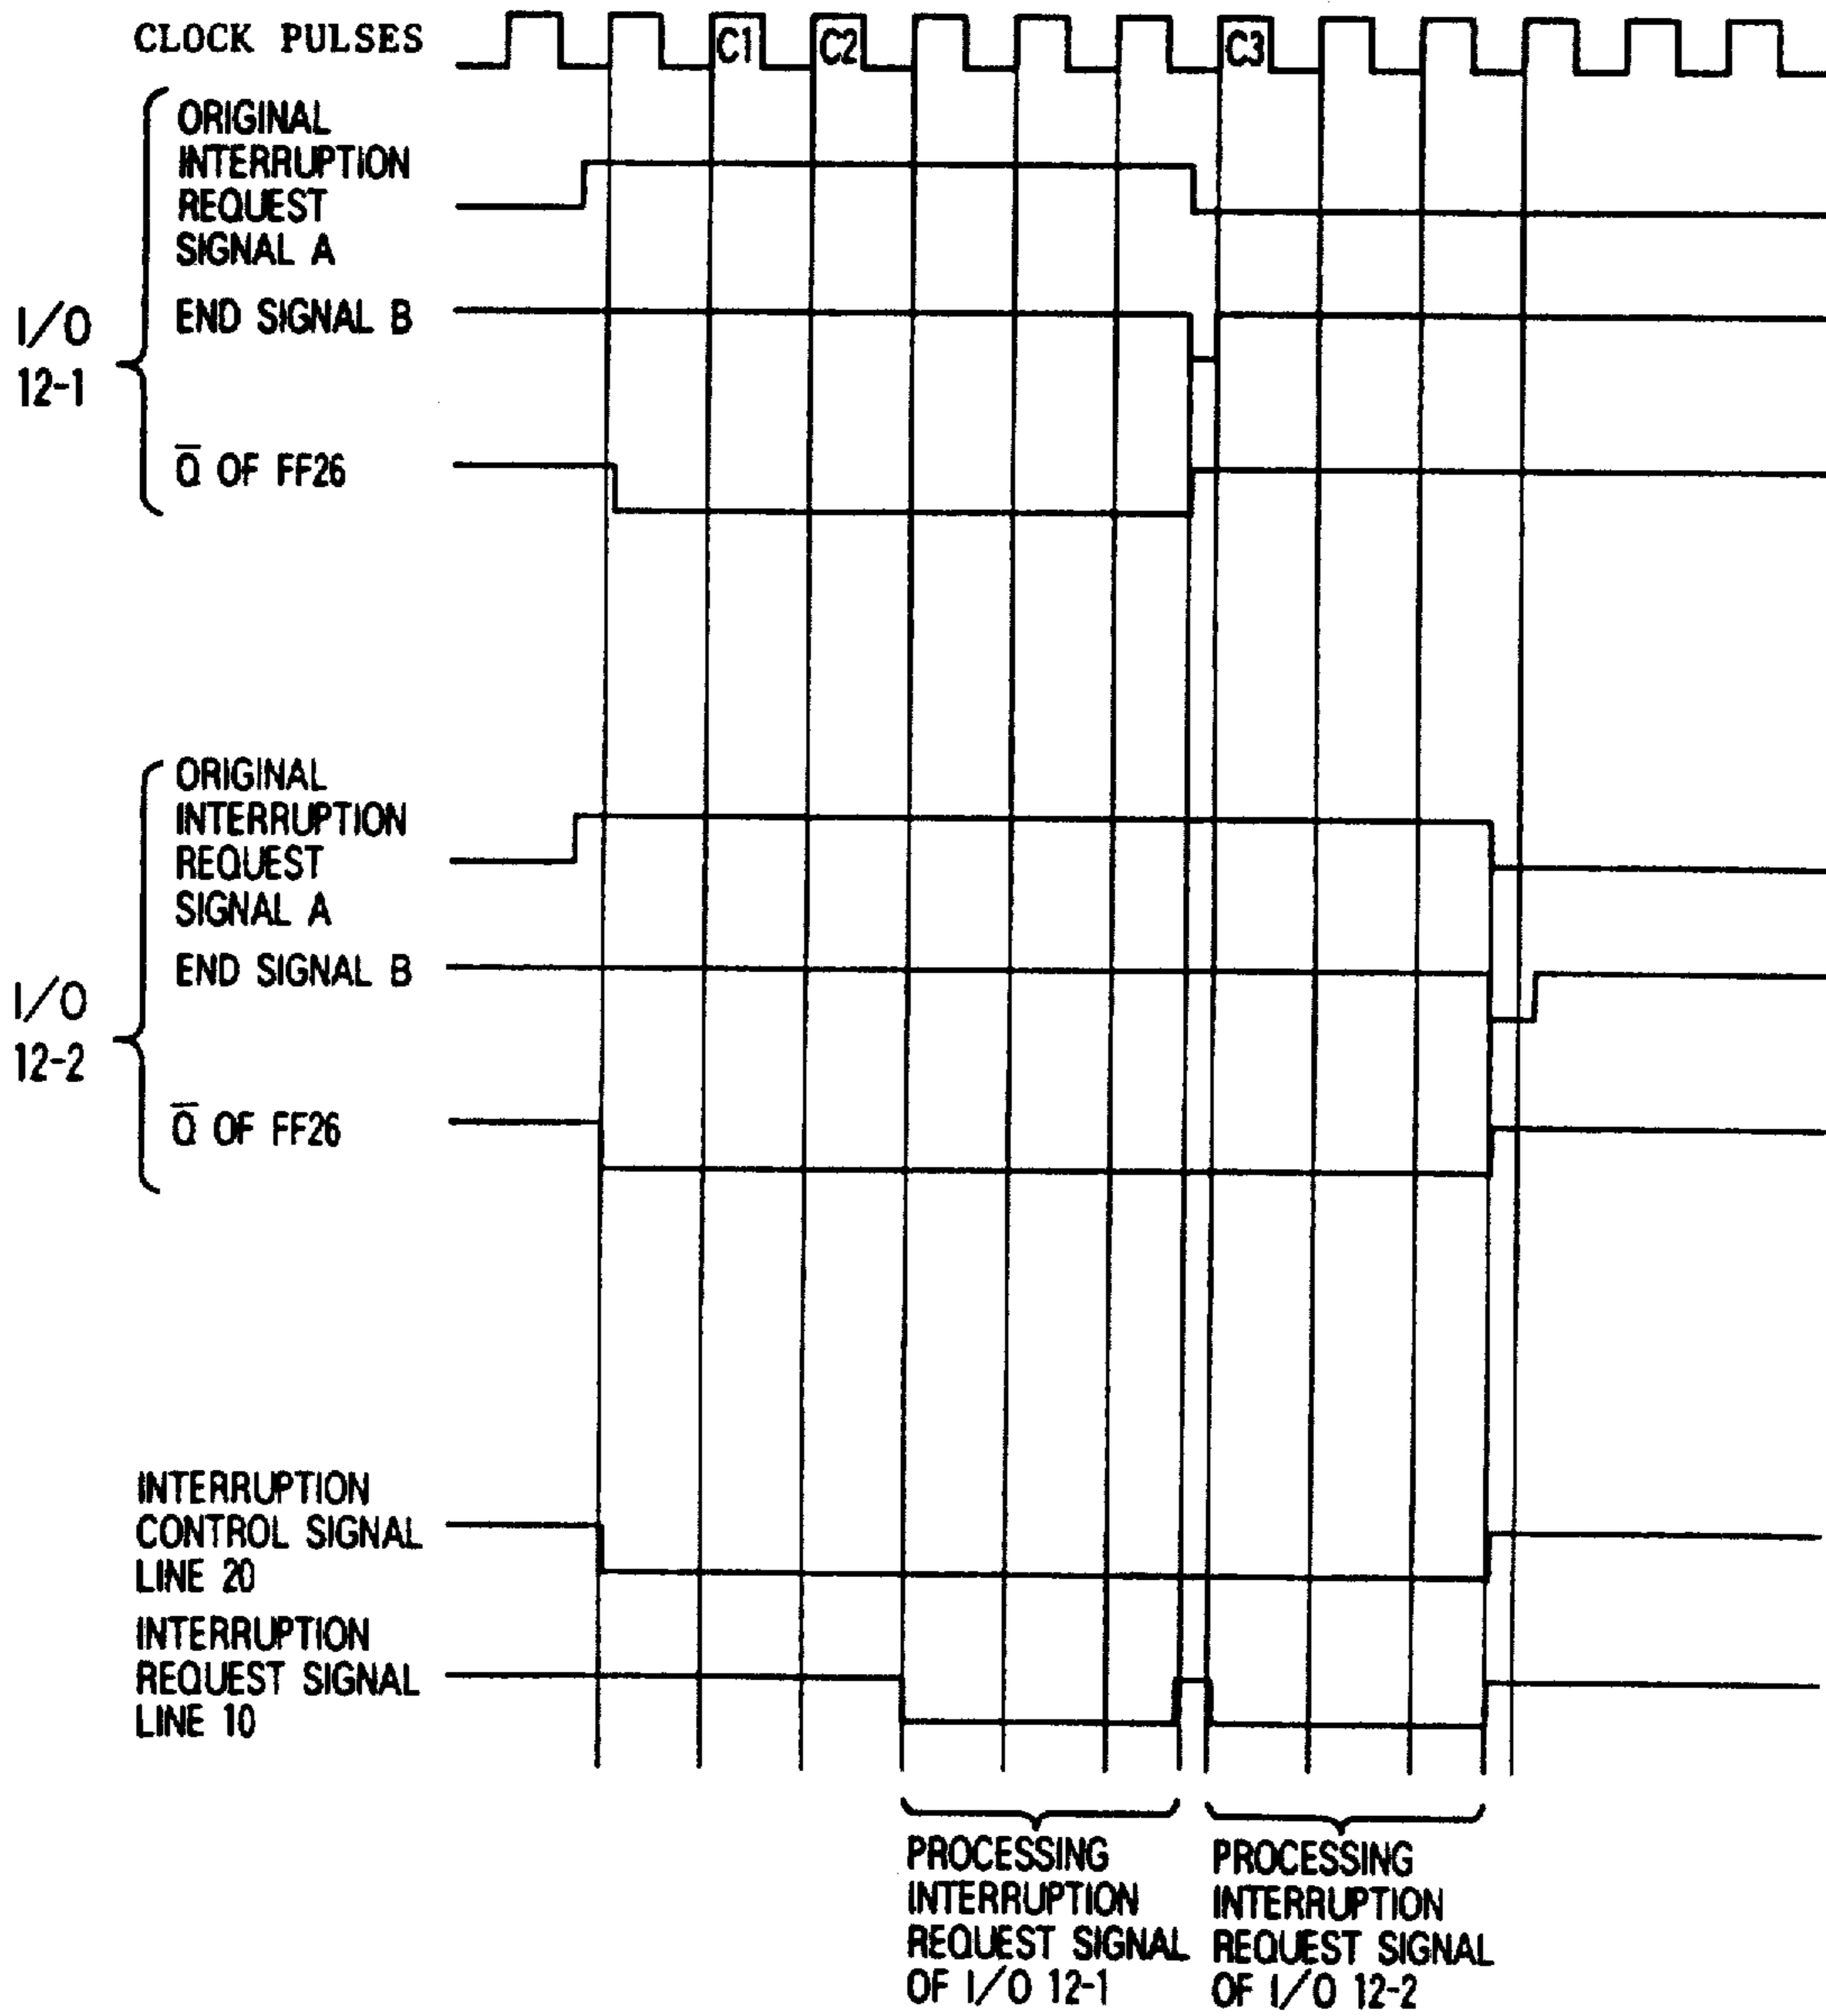 CLOCK PULSES
C1
C2
C3
I/O
12-1
ORIGINAL
INTERRUPTION
REQUEST
SIGNAL A
END SIGNAL B
Q̅ OF FF26
I/O
12-2
ORIGINAL
INTERRUPTION
REQUEST
SIGNAL A
END SIGNAL B
Q̅ OF FF26
INTERRUPTION
CONTROL SIGNAL
LINE 20
INTERRUPTION
REQUEST SIGNAL
LINE 10
PROCESSING
INTERRUPTION
REQUEST SIGNAL
OF I/O 12-1
PROCESSING
INTERRUPTION
REQUEST SIGNAL
OF I/O 12-2